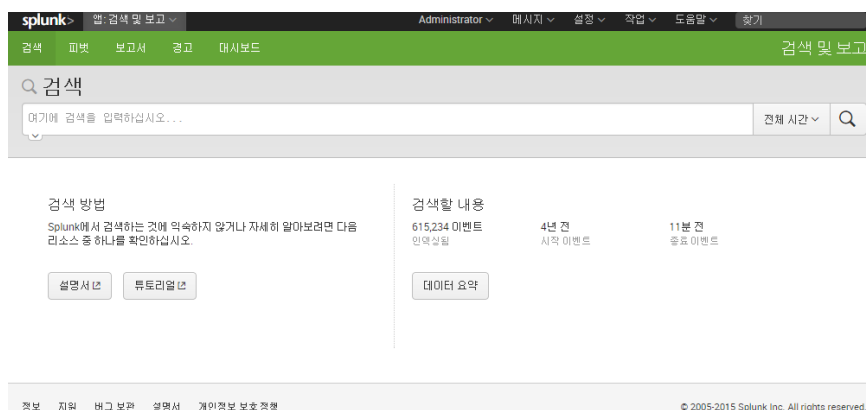 splunk> 앱: 검색 및 보고 Administrator 메시지 설정 작업 도움말 찾기
검색 피벗 보고서 경고 대시보드 검색 및 보고
검색
여기에 검색을 입력하십시오... 전체 시간
검색 방법
Splunk에서 검색하는 것에 익숙하지 않거나 자세히 알아보려면 다음
리소스 중 하나를 확인하십시오.
설명서 튜토리얼
검색할 내용
615,234 이벤트 4년 전 11분 전
인덱싱됨 시작 이벤트 종료 이벤트
데이터 요약
정보 지원 버그 보관 설명서 개인정보 보호 정책 © 2005-2015 Splunk Inc. All rights reserved.